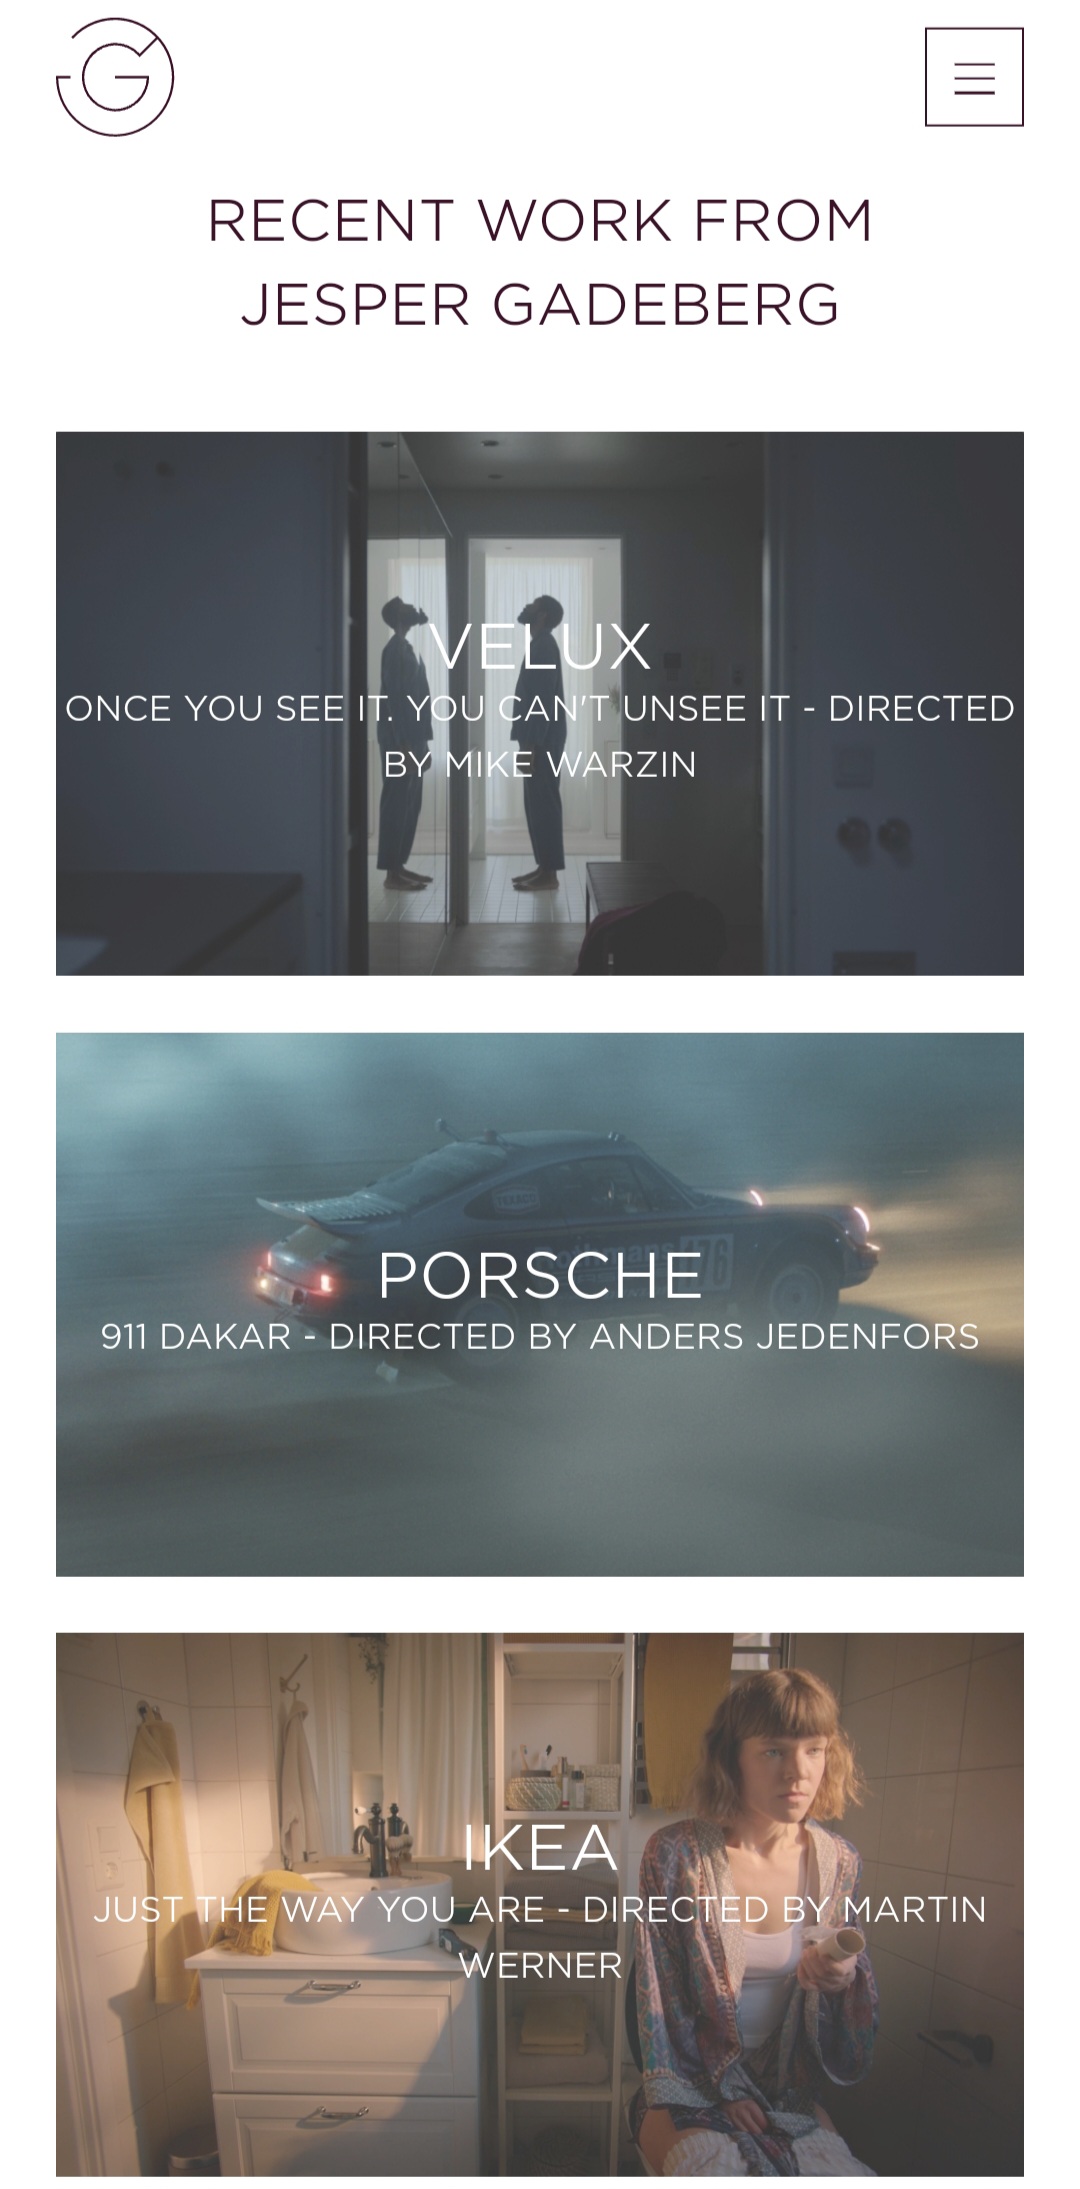 RECENT WORK FROM
JESPER GADEBERG
VELUX
ONCE YOU SEE IT. YOU CAN'T UNSEE IT - DIRECTED
BY MIKE WARZIN
PORSCHE
911 DAKAR - DIRECTED BY ANDERS JEDENFORS
IKEA
JUST THE WAY YOU ARE - DIRECTED BY MARTIN
WERNER